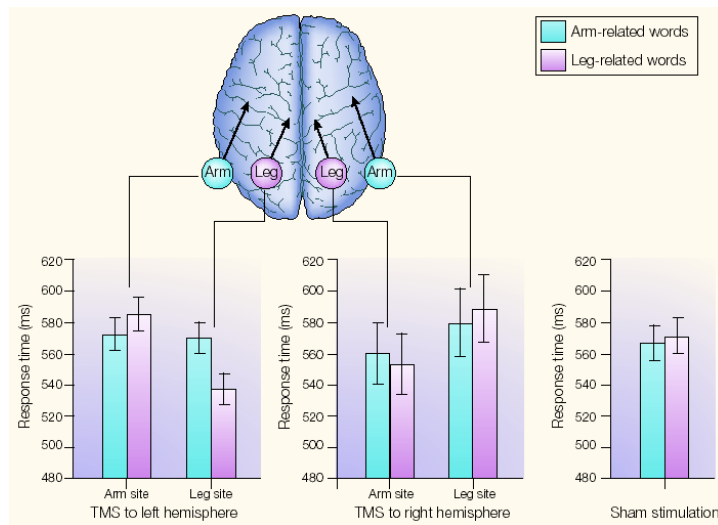 Arm-related words
Leg-related words
Arm
Leg
Leg
Arm
Response time (ms)
620
600
580
560
540
520
500
480
Arm site
Leg site
TMS to left hemisphere
Response time (ms)
620
600
580
560
540
520
500
480
Arm site
Leg site
TMS to right hemisphere
Response time (ms)
620
600
580
560
540
520
500
480
Sham stimulation